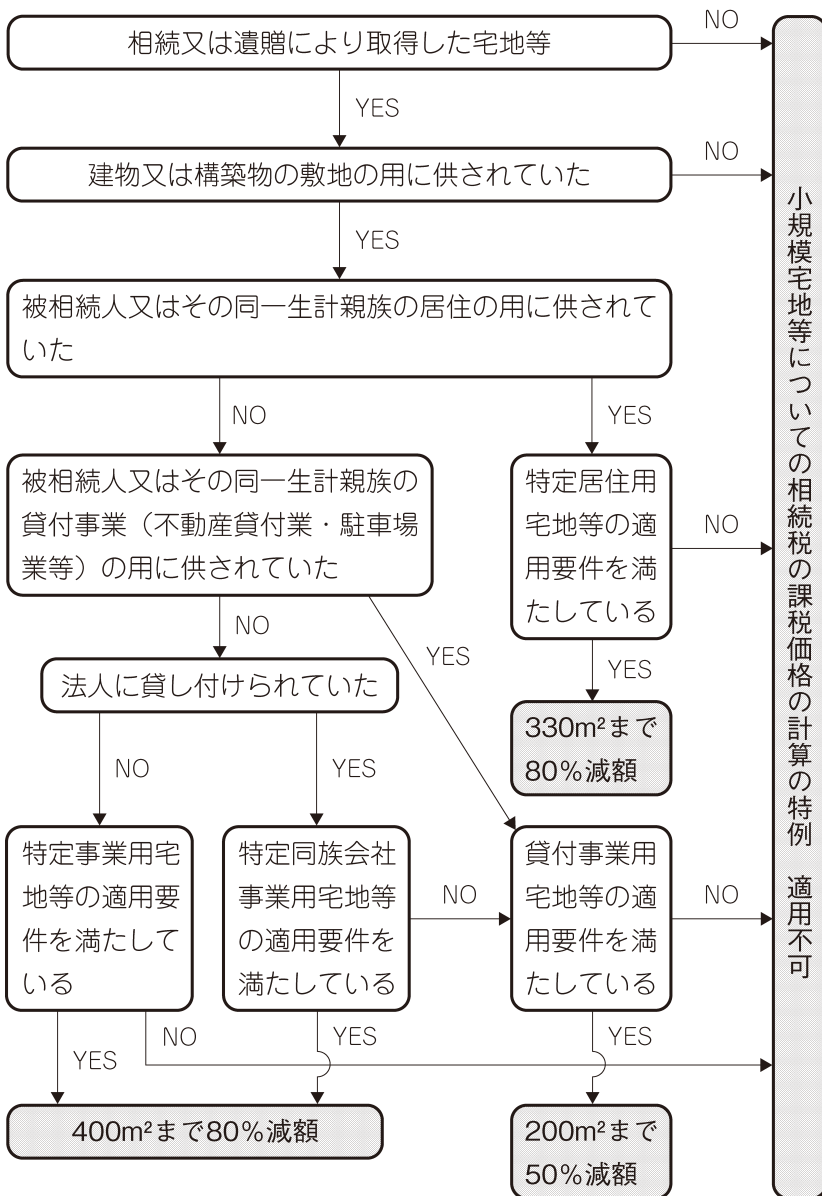 相続又は遺贈により取得した宅地等
NO
YES
建物又は構築物の敷地の用に供されていた
NO
YES
被相続人又はその同一生計親族の居住の用に供されて
いた
NO
YES
被相続人又はその同一生計親族の
貸付事業（不動産貸付業・駐車場
業等）の用に供されていた
特定居住用
宅地等の適
用要件を満
たしている
NO
NO
YES
YES
法人に貸し付けられていた
330m²まで
80%減額
NO
YES
特定事業用宅
地等の適用要
件を満たして
いる
特定同族会社
事業用宅地等
の適用要件を
満たしている
NO
貸付事業用
宅地等の適
用要件を満
たしている
NO
YES
NO
YES
YES
400m²まで80%減額
200m²まで
50%減額
小規模宅地等についての相続税の課税価格の計算の特例　適用不可